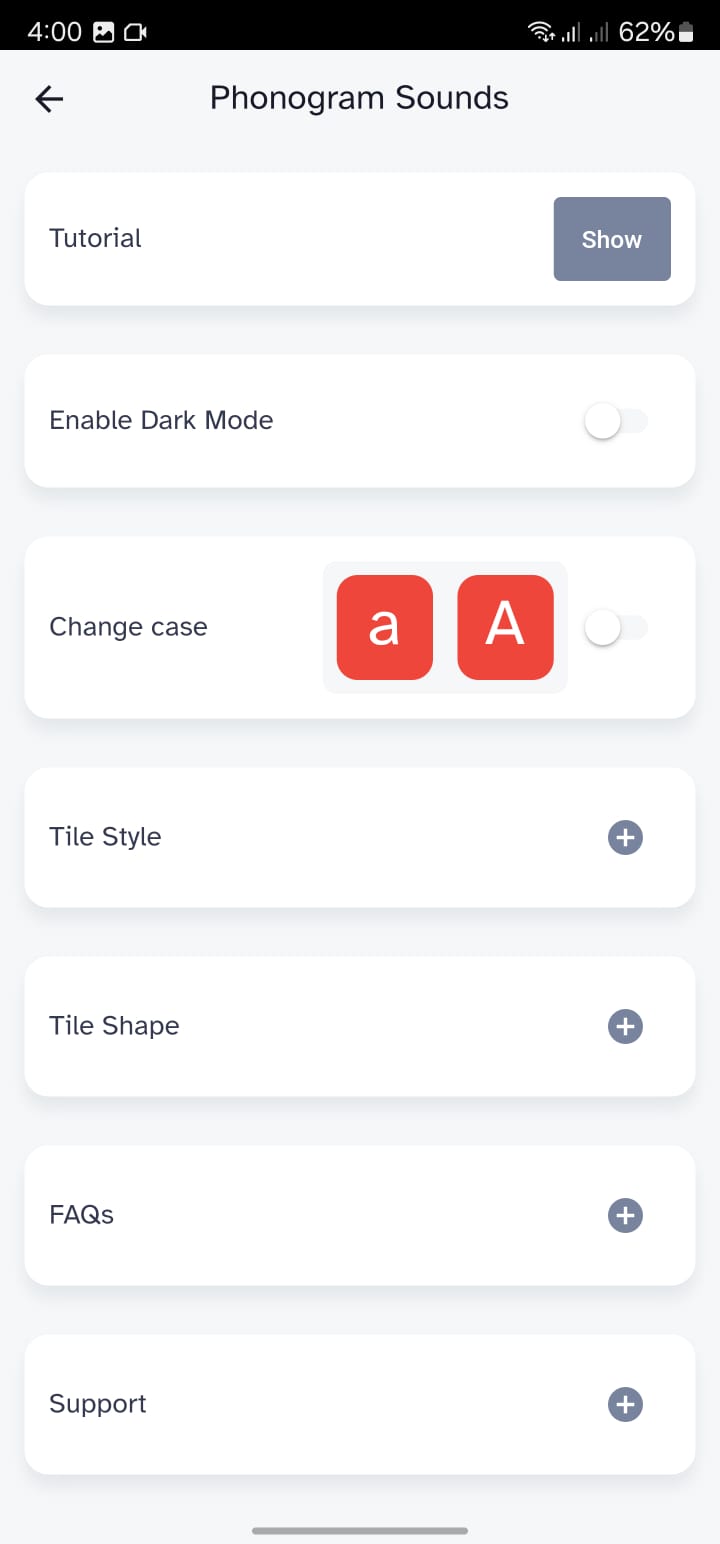 4:00 62%
Phonogram Sounds
Tutorial Show
Enable Dark Mode
Change case a A
Tile Style
Tile Shape
FAQs
Support